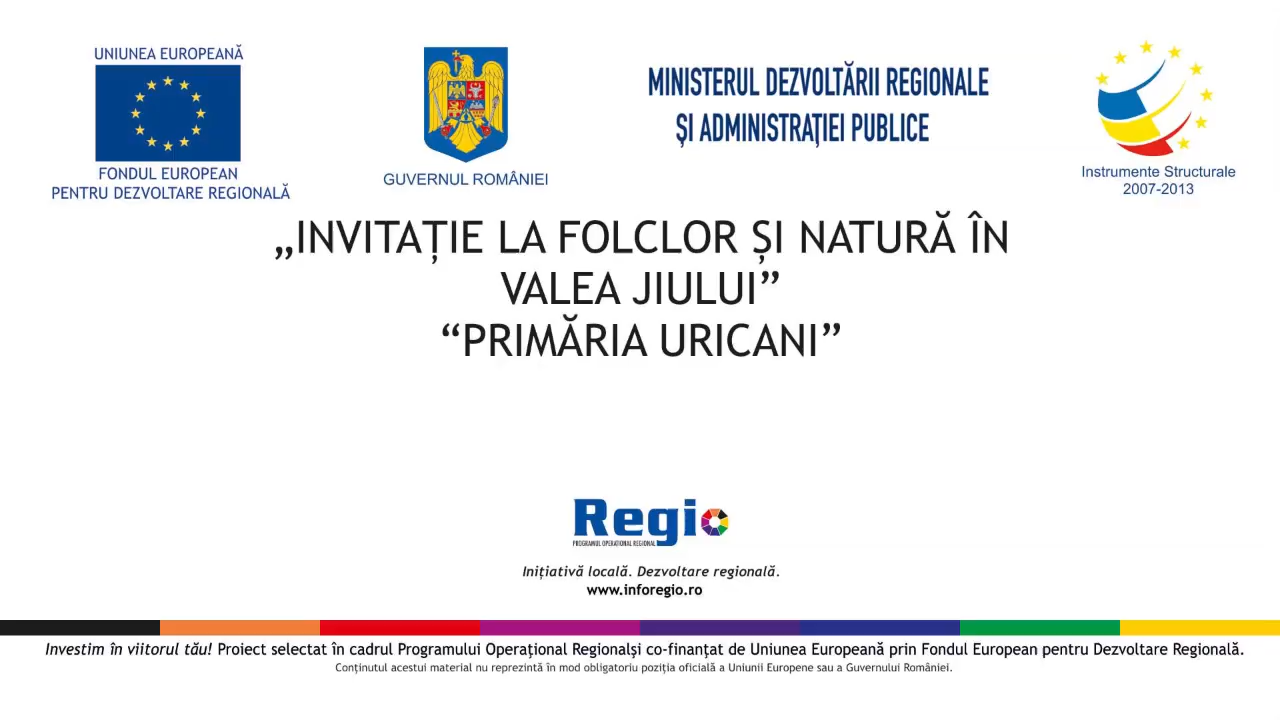 UNIUNEA EUROPEANĂ
FONDUL EUROPEAN
PENTRU DEZVOLTARE REGIONALĂ
GUVERNUL ROMÂNIEI
MINISTERUL DEZVOLTĂRII REGIONALE
ŞI ADMINISTRAŢIEI PUBLICE
Instrumente Structurale
2007-2013
„INVITAȚIE LA FOLCLOR ȘI NATURĂ ÎN
VALEA JIULUI”
“PRIMĂRIA URICANI”
Regio
PROGRAMUL OPERAȚIONAL REGIONAL
Inițiativă locală. Dezvoltare regională.
www.inforegio.ro
Investim în viitorul tău! Proiect selectat în cadrul Programului Operațional Regionalşi co-finanțat de Uniunea Europeană prin Fondul European pentru Dezvoltare Regională.
Conținutul acestui material nu reprezintă în mod obligatoriu poziția oficială a Uniunii Europene sau a Guvernului României.